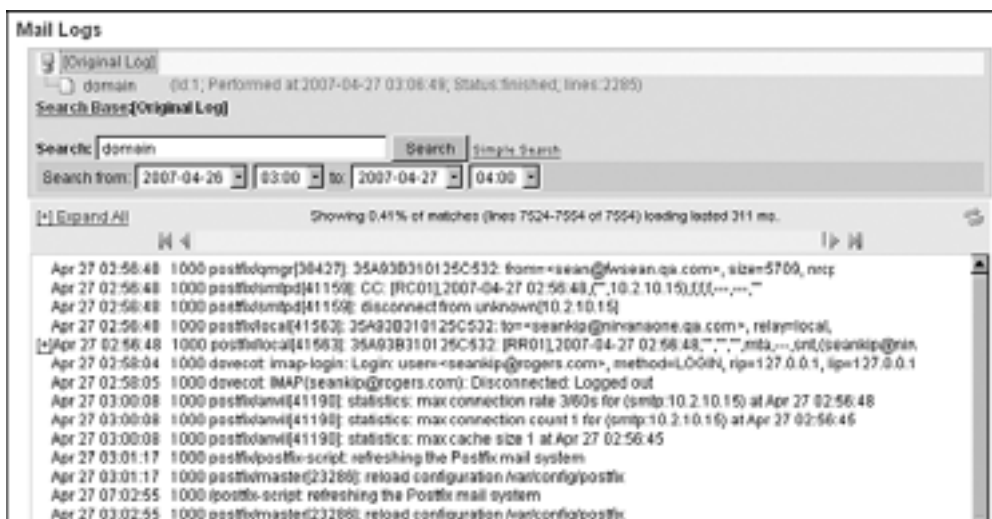 Mail Logs
[Original Log]
domain (Id:1; Performed at 2007-04-27 03:06:49; Status:finished; lines:2285)
Search Base:[Original Log]
Search: domain Search Simple Search
Search from: 2007-04-26 03:00 to: 2007-04-27 04:00
[+] Expand All Showing 0.41% of matches (lines 7524-7554 of 7554) loading lasted 311 ms.
Apr 27 02:56:48 1000 postfix/qmgr[38427]: 35A93B310125C532: from=<sean@fwsean.qa.com>, size=5709, nrcp
Apr 27 02:56:48 1000 postfix/smtpd[41159]: CC: [RC01],2007-04-27 02:56:48,
Apr 27 02:56:48 1000 postfix/smtpd[41159]: disconnect from unknown[10.2.10.15]
Apr 27 02:56:48 1000 postfix/local[41563]: 35A93B310125C532: to=<seankip@nirvanaone.qa.com>, relay=local,
[+]Apr 27 02:56:48 1000 postfix/local[41563]: 35A93B310125C532: [RR01],2007-04-27 02:56:48,"","","",mta,---,snt,(seankip@nirv
Apr 27 02:58:04 1000 dovecot: imap-login: Login: user=<seankip@rogers.com>, method=LOGIN, rip=127.0.0.1, lip=127.0.0.1
Apr 27 02:58:05 1000 dovecot: IMAP(seankip@rogers.com): Disconnected: Logged out
Apr 27 03:00:08 1000 postfix/anvil[41190]: statistics: max connection rate 3/60s for (smtp:10.2.10.15) at Apr 27 02:56:48
Apr 27 03:00:08 1000 postfix/anvil[41190]: statistics: max connection count 1 for (smtp:10.2.10.15) at Apr 27 02:56:45
Apr 27 03:00:08 1000 postfix/anvil[41190]: statistics: max cache size 1 at Apr 27 02:56:45
Apr 27 03:01:17 1000 postfix/postfix-script: refreshing the Postfix mail system
Apr 27 03:01:17 1000 postfix/master[23286]: reload configuration /var/config/postfix
Apr 27 07:02:55 1000 /postfix-script: refreshing the Postfix mail system
Apr 27 03:02:55 1000 postfix/master[23286]: reload configuration /var/config/postfix